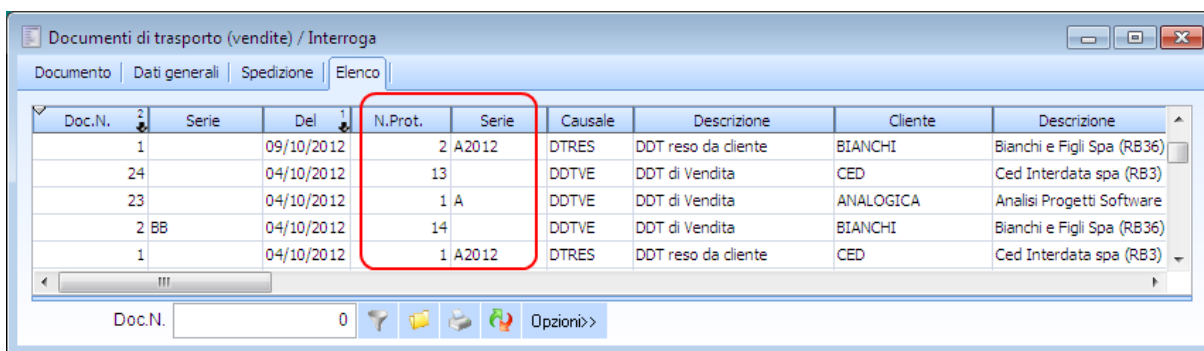 Documenti di trasporto (vendite) / Interroga
Documento Dati generali Spedizione Elenco
Doc.N. 2 Serie Del 1 N.Prot. Serie Causale Descrizione Cliente Descrizione
1 09/10/2012 2 A2012 DTRES DDT reso da cliente BIANCHI Bianchi e Figli Spa (RB36)
24 04/10/2012 13 DDTVE DDT di Vendita CED Ced Interdata spa (RB3)
23 04/10/2012 1 A DDTVE DDT di Vendita ANALOGICA Analisi Progetti Software
2 BB 04/10/2012 14 DDTVE DDT di Vendita BIANCHI Bianchi e Figli Spa (RB36)
1 04/10/2012 1 A2012 DTRES DDT reso da cliente CED Ced Interdata spa (RB3)
Doc.N. 0 Opzioni>>